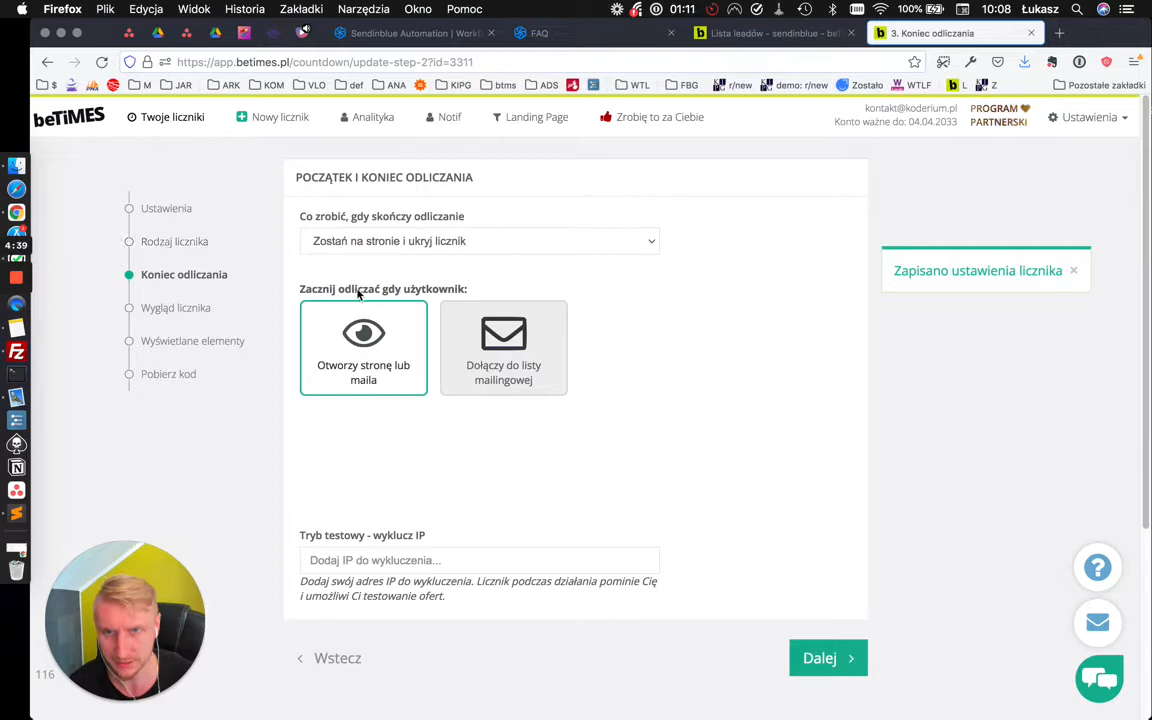 Firefox Plik Edycja Widok Historia Zakładki Narzędzia Okno Pomoc 01:11 100% 10:08 Łukasz
Sendinblue Automation | Workf
FAQ
Lista leadów - sendinblue - beT
3. Koniec odliczania
https://app.betimes.pl/countdown/update-step-2?id=3311
$ M JAR ARK KOM VLO def ANA KIPG btms ADS WTL FBG r/new demo: r/new Zostało WTLF L Z Pozostałe zakładki
beTiMES
Twoje liczniki
Nowy licznik
Analityka
Notif
Landing Page
Zrobię to za Ciebie
kontakt@koderium.pl
Konto ważne do: 04.04.2033
PROGRAM
PARTNERSKI
Ustawienia
POCZĄTEK I KONIEC ODLICZANIA
Ustawienia
Rodzaj licznika
Koniec odliczania
Wygląd licznika
Wyświetlane elementy
Pobierz kod
4:39
Co zrobić, gdy skończy odliczanie
Zostań na stronie i ukryj licznik
Zapisano ustawienia licznika
Zacznij odliczać gdy użytkownik:
Otworzy stronę lub
maila
Dołączy do listy
mailingowej
Tryb testowy - wyklucz IP
Dodaj IP do wykluczenia...
Dodaj swój adres IP do wykluczenia. Licznik podczas działania pominie Cię
i umożliwi Ci testowanie ofert.
Wstecz
Dalej
116